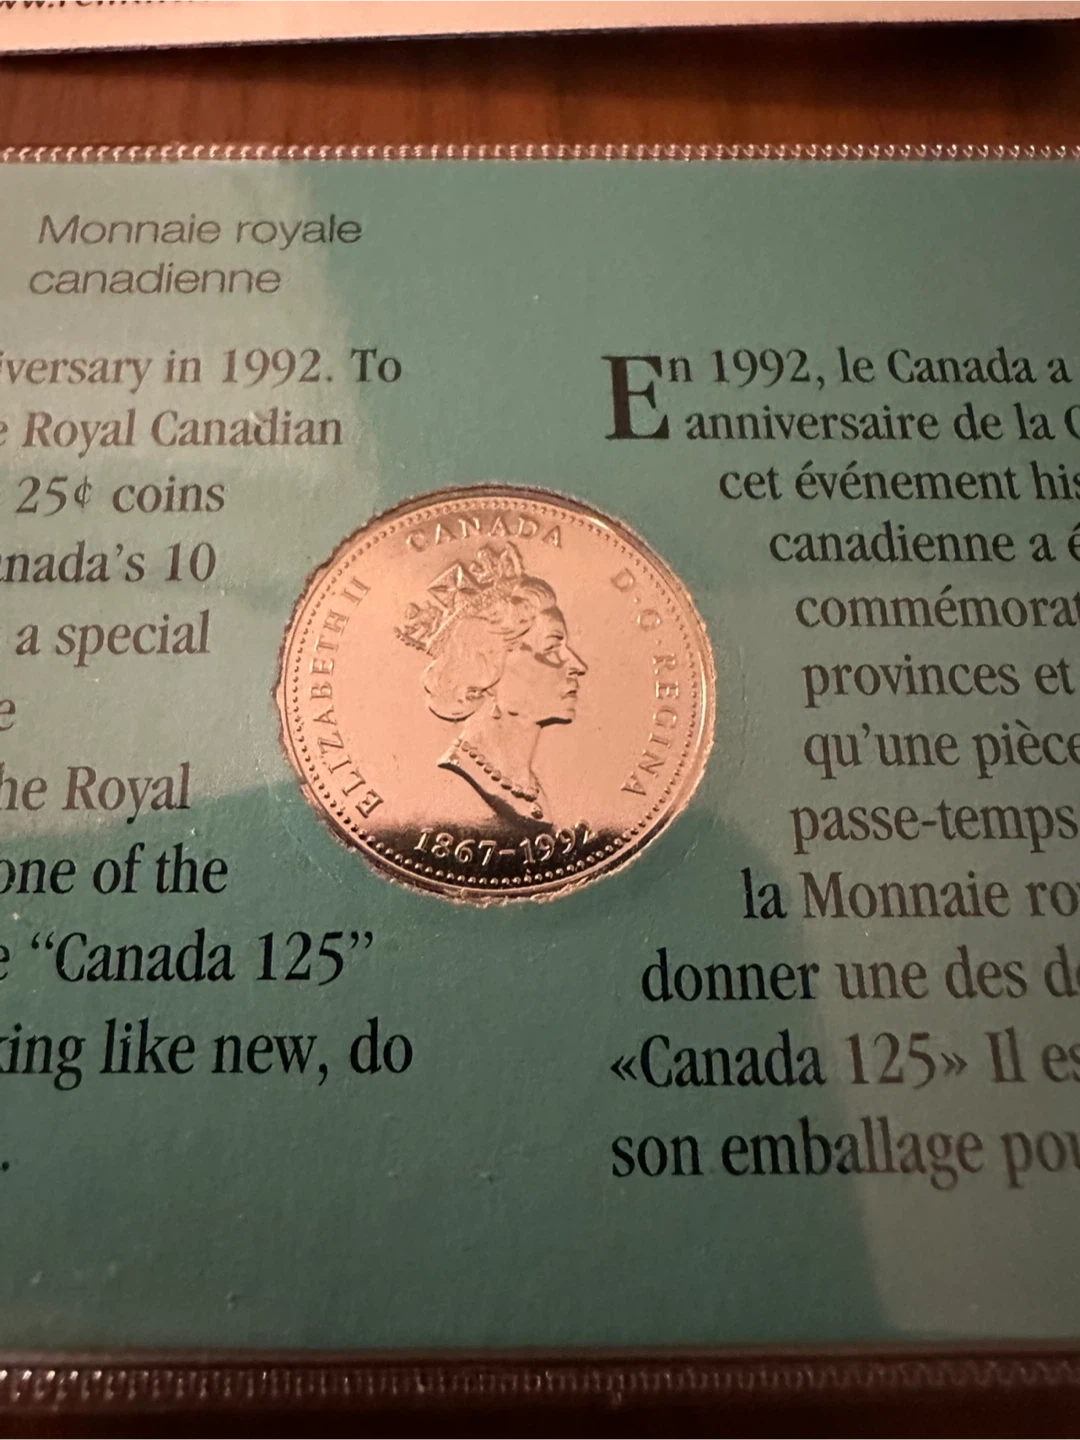 Monnaie royale
canadienne
iversary in 1992. To
e Royal Canadian
25¢ coins
nada's 10
a special
e
he Royal
one of the
e “Canada 125”
king like new, do
.
CANADA
ELIZABETH II
D·G·REGINA
1867-1992
En 1992, le Canada a
anniversaire de la C
cet événement his
canadienne a é
commémorat
provinces et
qu'une pièce
passe-temps
la Monnaie ro
donner une des d
«Canada 125» Il es
son emballage pou